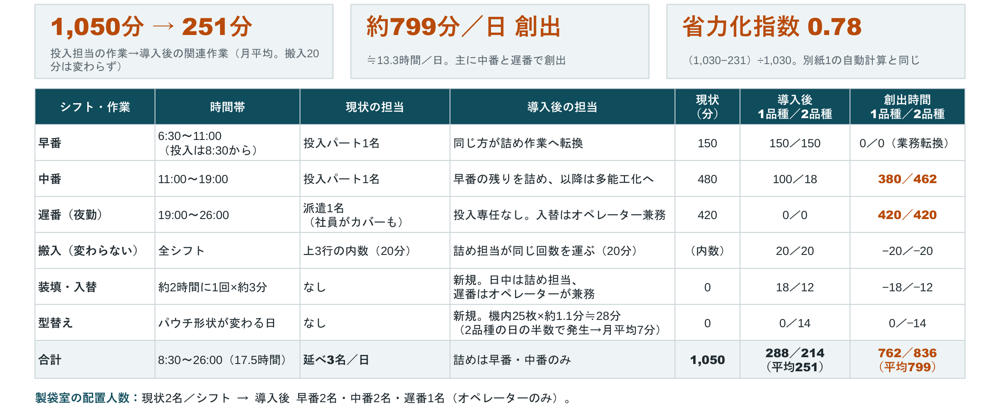 1,050分 → 251分
投入担当の作業→導入後の関連作業（月平均。搬入20
分は変わらず）
約799分／日 創出
≒13.3時間／日。主に中番と遅番で創出
省力化指数 0.78
（1,030−231）÷1,030。別紙1の自動計算と同じ
シフト・作業
時間帯
現状の担当
導入後の担当
現状
（分）
導入後
1品種／2品種
創出時間
1品種／2品種
早番
6:30〜11:00
（投入は8:30から）
投入パート1名
同じ方が詰め作業へ転換
150
150／150
0／0（業務転換）
中番
11:00〜19:00
投入パート1名
早番の残りを詰め、以降は多能工化へ
480
100／18
380／462
遅番（夜勤）
19:00〜26:00
派遣1名
（社員がカバーも）
投入専任なし。入替はオペレーター兼務
420
0／0
420／420
搬入（変わらない）
全シフト
上3行の内数（20分）
詰め担当が同じ回数を運ぶ（20分）
（内数）
20／20
−20／−20
装填・入替
約2時間に1回×約3分
なし
新規。日中は詰め担当、
遅番はオペレーターが兼務
0
18／12
−18／−12
型替え
パウチ形状が変わる日
なし
新規。機内25枚×約1.1分≒28分
（2品種の日の半数で発生→月平均7分）
0
0／14
0／−14
合計
8:30〜26:00（17.5時間）
延べ3名／日
詰めは早番・中番のみ
1,050
288／214
（平均251）
762／836
（平均799）
製袋室の配置人数：現状2名／シフト → 導入後 早番2名・中番2名・遅番1名（オペレーターのみ）。